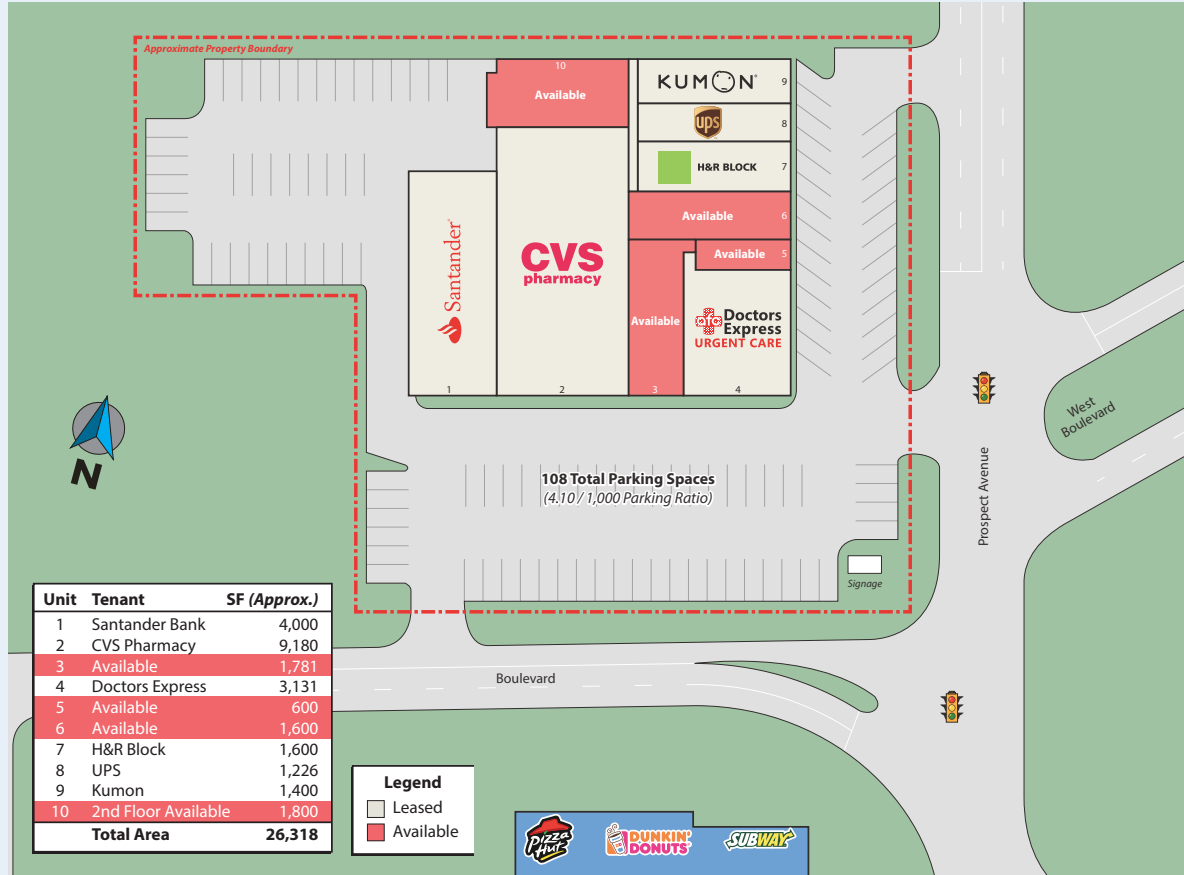 Approximate Property Boundary
10
Available
KUMON
9
ups
8
H&R BLOCK
7
Available
6
Available
5
Santander
CVS
pharmacy
Available
Doctors
Express
URGENT CARE
afc
1
2
3
4
N
108 Total Parking Spaces
(4.10 / 1,000 Parking Ratio)
West
Boulevard
Prospect Avenue
Signage
Boulevard
Unit Tenant SF (Approx.)
1 Santander Bank 4,000
2 CVS Pharmacy 9,180
3 Available 1,781
4 Doctors Express 3,131
5 Available 600
6 Available 1,600
7 H&R Block 1,600
8 UPS 1,226
9 Kumon 1,400
10 2nd Floor Available 1,800
Total Area 26,318
Legend
Leased
Available
Pizza
Hut
DUNKIN'
DONUTS
SUBWAY